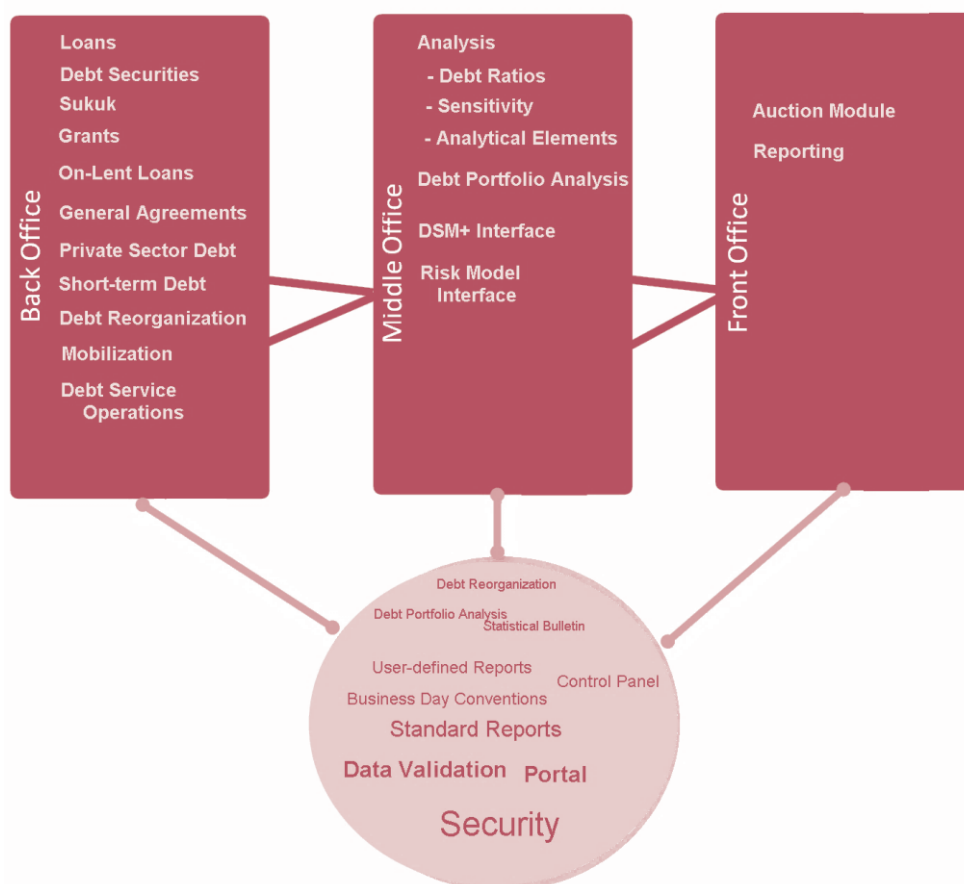 Back Office
Loans
Debt Securities
Sukuk
Grants
On-Lent Loans
General Agreements
Private Sector Debt
Short-term Debt
Debt Reorganization
Mobilization
Debt Service
Operations
Middle Office
Analysis
- Debt Ratios
- Sensitivity
- Analytical Elements
Debt Portfolio Analysis
DSM+ Interface
Risk Model
Interface
Front Office
Auction Module
Reporting
Debt Reorganization
Debt Portfolio Analysis
Statistical Bulletin
User-defined Reports
Control Panel
Business Day Conventions
Standard Reports
Data Validation
Portal
Security